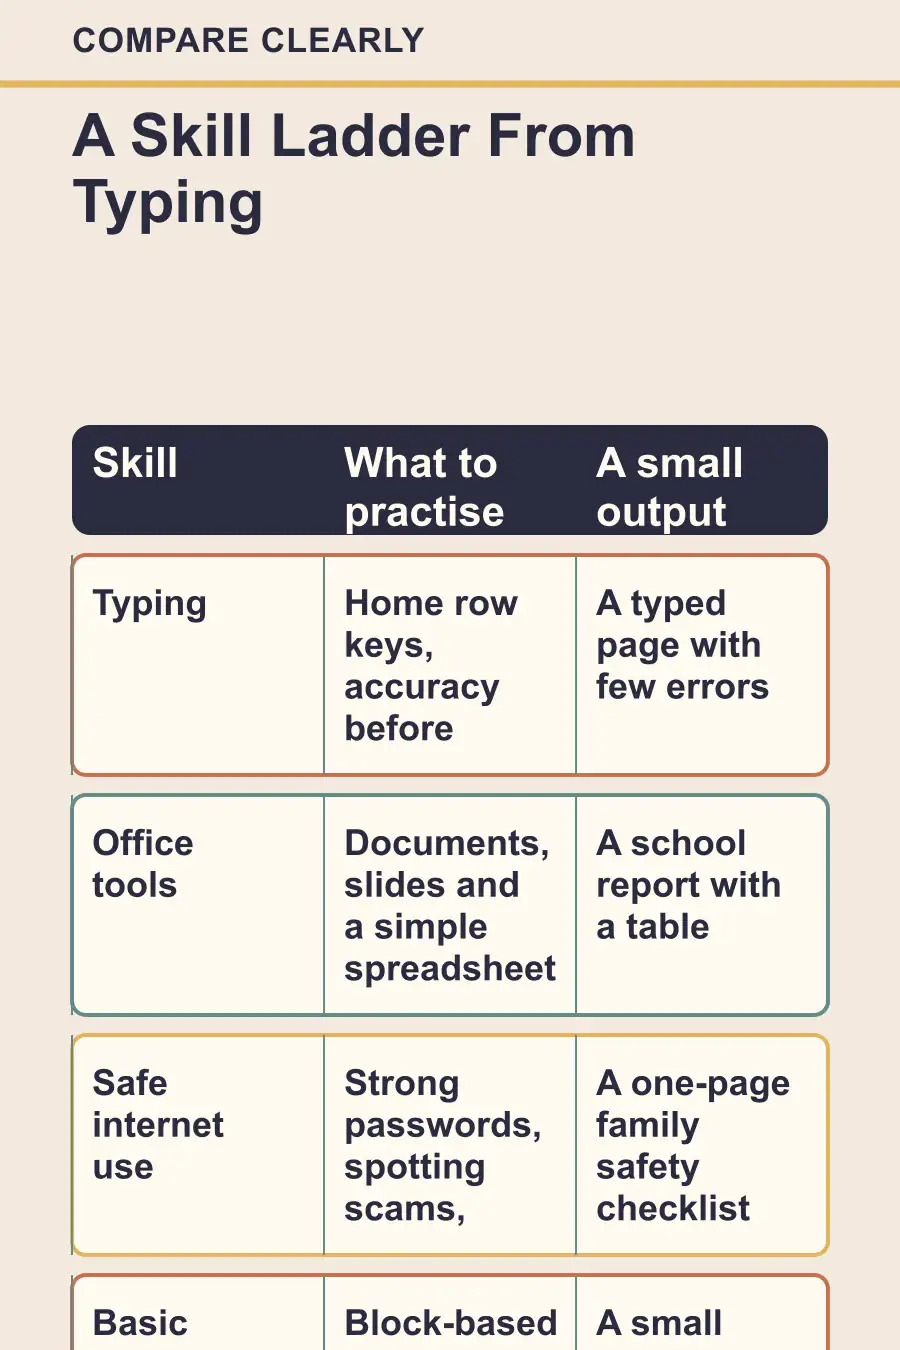 COMPARE CLEARLY
A Skill Ladder From
Typing
Skill
What to
practise
A small
output
Typing
Home row
keys,
accuracy
before
A typed
page with
few errors
Office
tools
Documents,
slides and
a simple
spreadsheet
A school
report with
a table
Safe
internet
use
Strong
passwords,
spotting
scams,
A one-page
family
safety
checklist
Basic
Block-based
A small